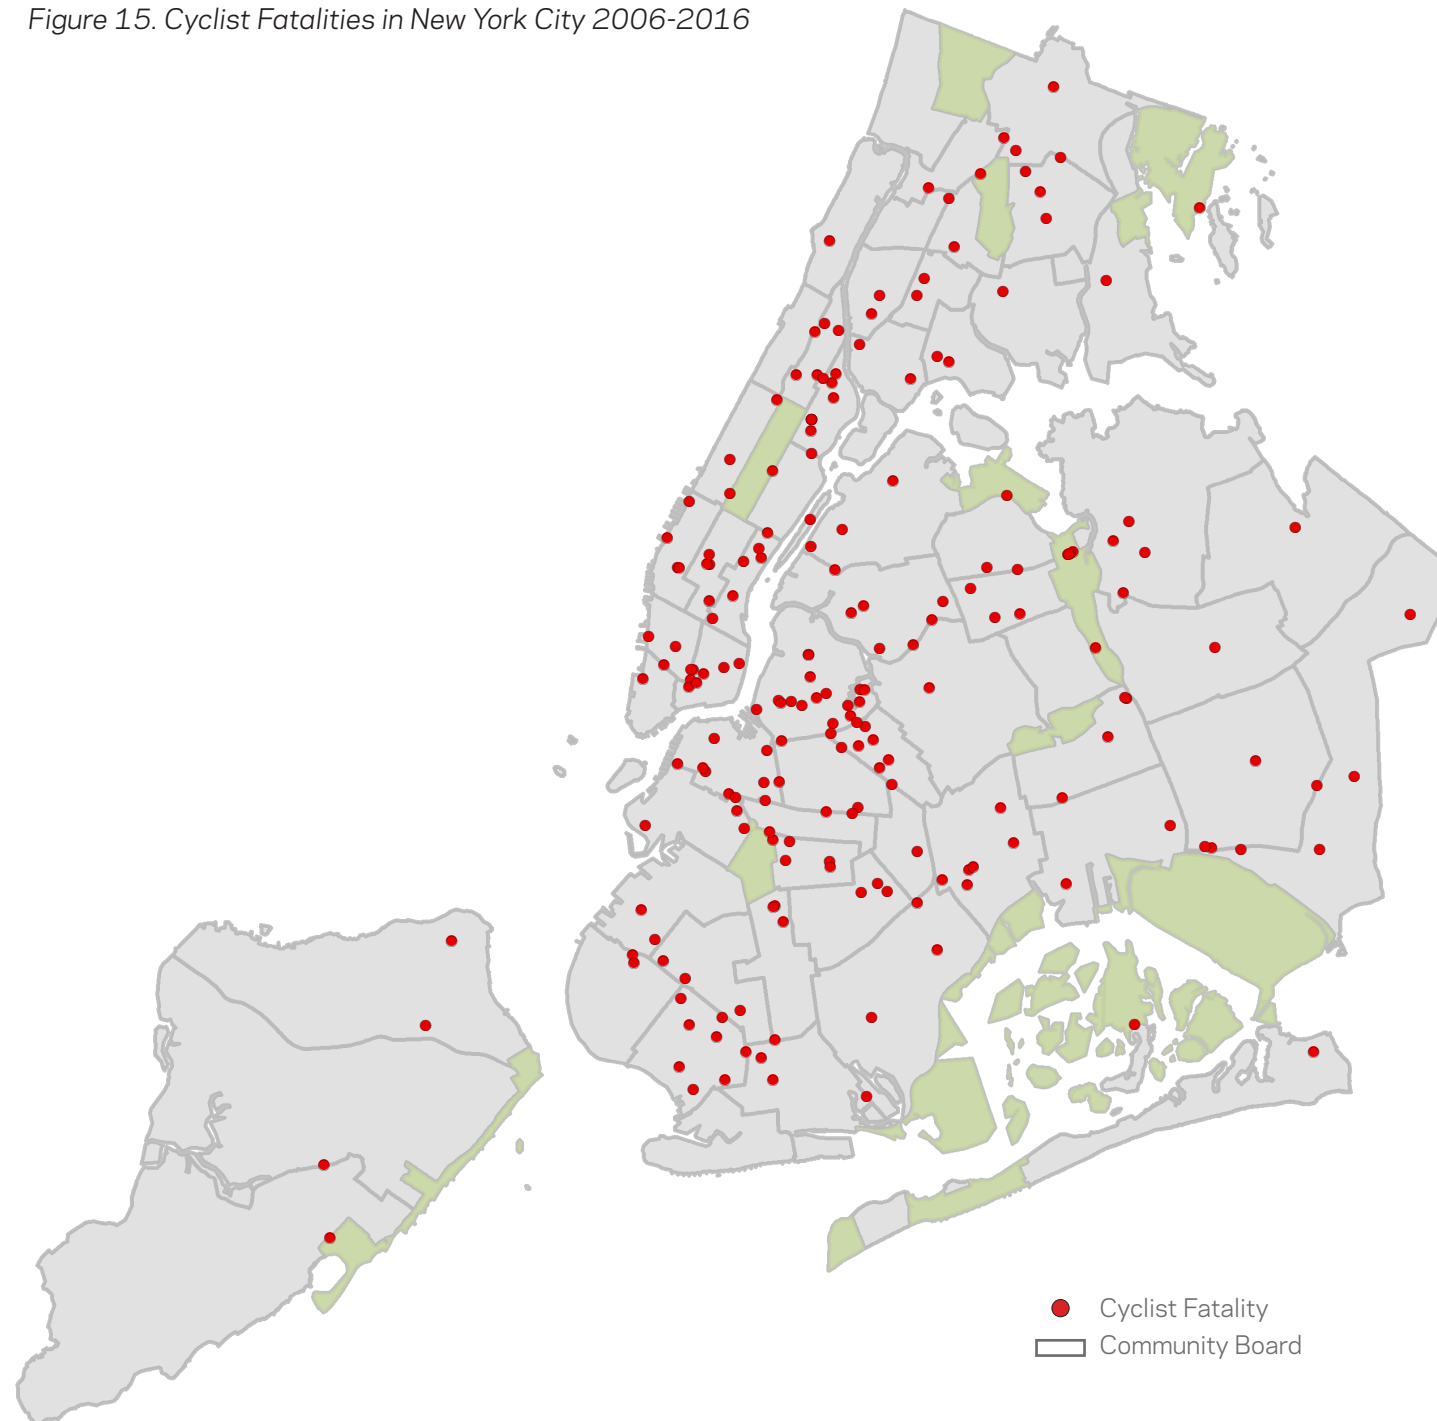 Figure 15. Cyclist Fatalities in New York City 2006-2016
Cyclist Fatality
Community Board